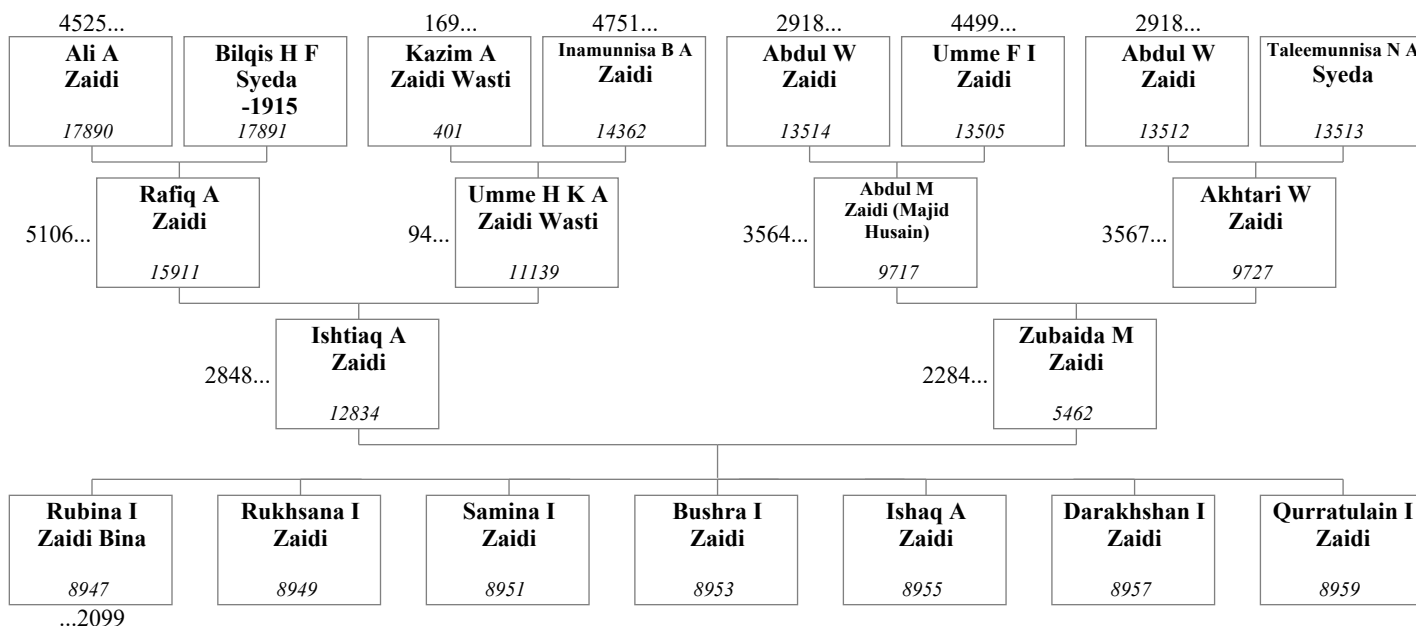 4525...
169...
4751...
2918...
4499...
2918...
Ali A
Zaidi
17890
Bilqis H F
Syeda
-1915
17891
Kazim A
Zaidi Wasti
401
Inamunnisa B A
Zaidi
14362
Abdul W
Zaidi
13514
Umme F I
Zaidi
13505
Abdul W
Zaidi
13512
Taleemunnisa N A
Syeda
13513
5106...
Rafiq A
Zaidi
15911
94...
Umme H K A
Zaidi Wasti
11139
3564...
Abdul M
Zaidi (Majid
Husain)
9717
3567...
Akhtari W
Zaidi
9727
2848...
Ishtiaq A
Zaidi
12834
2284...
Zubaida M
Zaidi
5462
Rubina I
Zaidi Bina
8947
Rukhsana I
Zaidi
8949
Samina I
Zaidi
8951
Bushra I
Zaidi
8953
Ishaq A
Zaidi
8955
Darakhshan I
Zaidi
8957
Qurratulain I
Zaidi
8959
...2099